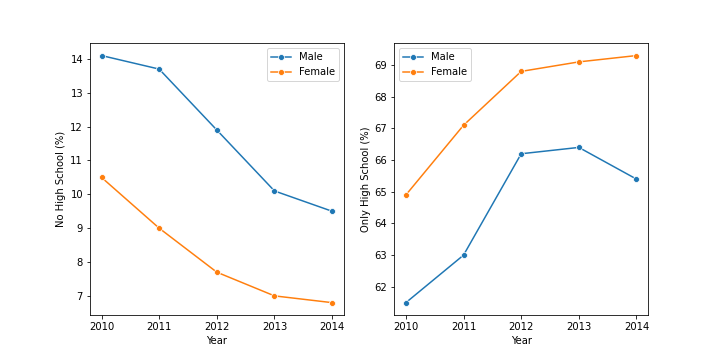 No High School (%)
14
13
12
11
10
9
8
7
Male
Female
2010 2011 2012 2013 2014
Year
Only High School (%)
69
68
67
66
65
64
63
62
Male
Female
2010 2011 2012 2013 2014
Year